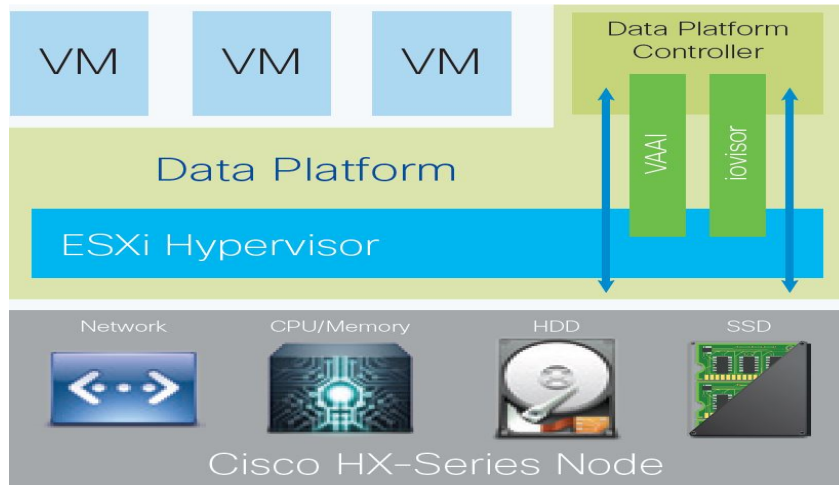 VM
VM
VM
Data Platform
Controller
VAAI
iovisor
Data Platform
ESXi Hypervisor
Network
CPU/Memory
HDD
SSD
Cisco HX-Series Node